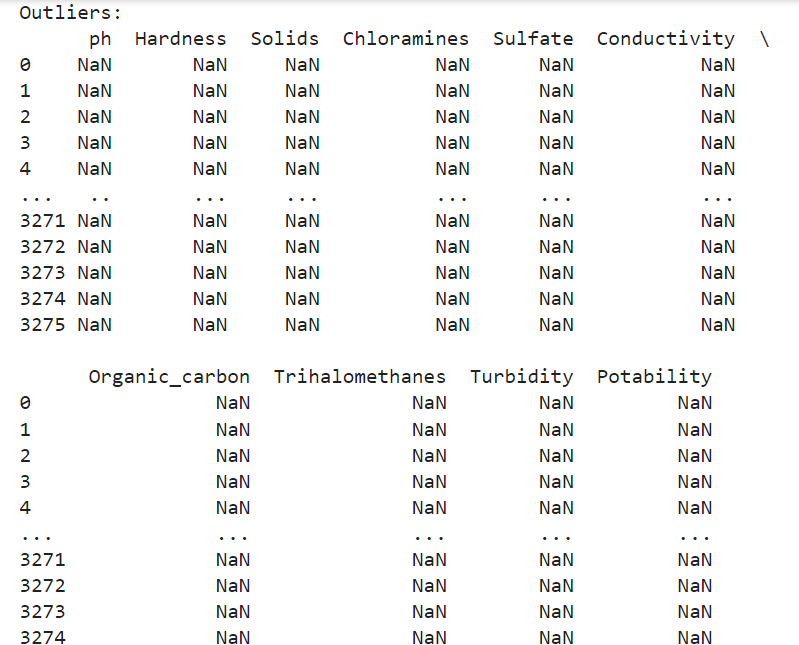 Outliers:
ph Hardness Solids Chloramines Sulfate Conductivity \
0 NaN NaN NaN NaN NaN NaN
1 NaN NaN NaN NaN NaN NaN
2 NaN NaN NaN NaN NaN NaN
3 NaN NaN NaN NaN NaN NaN
4 NaN NaN NaN NaN NaN NaN
... .. ... ... ... ... ...
3271 NaN NaN NaN NaN NaN NaN
3272 NaN NaN NaN NaN NaN NaN
3273 NaN NaN NaN NaN NaN NaN
3274 NaN NaN NaN NaN NaN NaN
3275 NaN NaN NaN NaN NaN NaN
Organic_carbon Trihalomethanes Turbidity Potability
0 NaN NaN NaN NaN
1 NaN NaN NaN NaN
2 NaN NaN NaN NaN
3 NaN NaN NaN NaN
4 NaN NaN NaN NaN
... ... ... ... ...
3271 NaN NaN NaN NaN
3272 NaN NaN NaN NaN
3273 NaN NaN NaN NaN
3274 NaN NaN NaN NaN